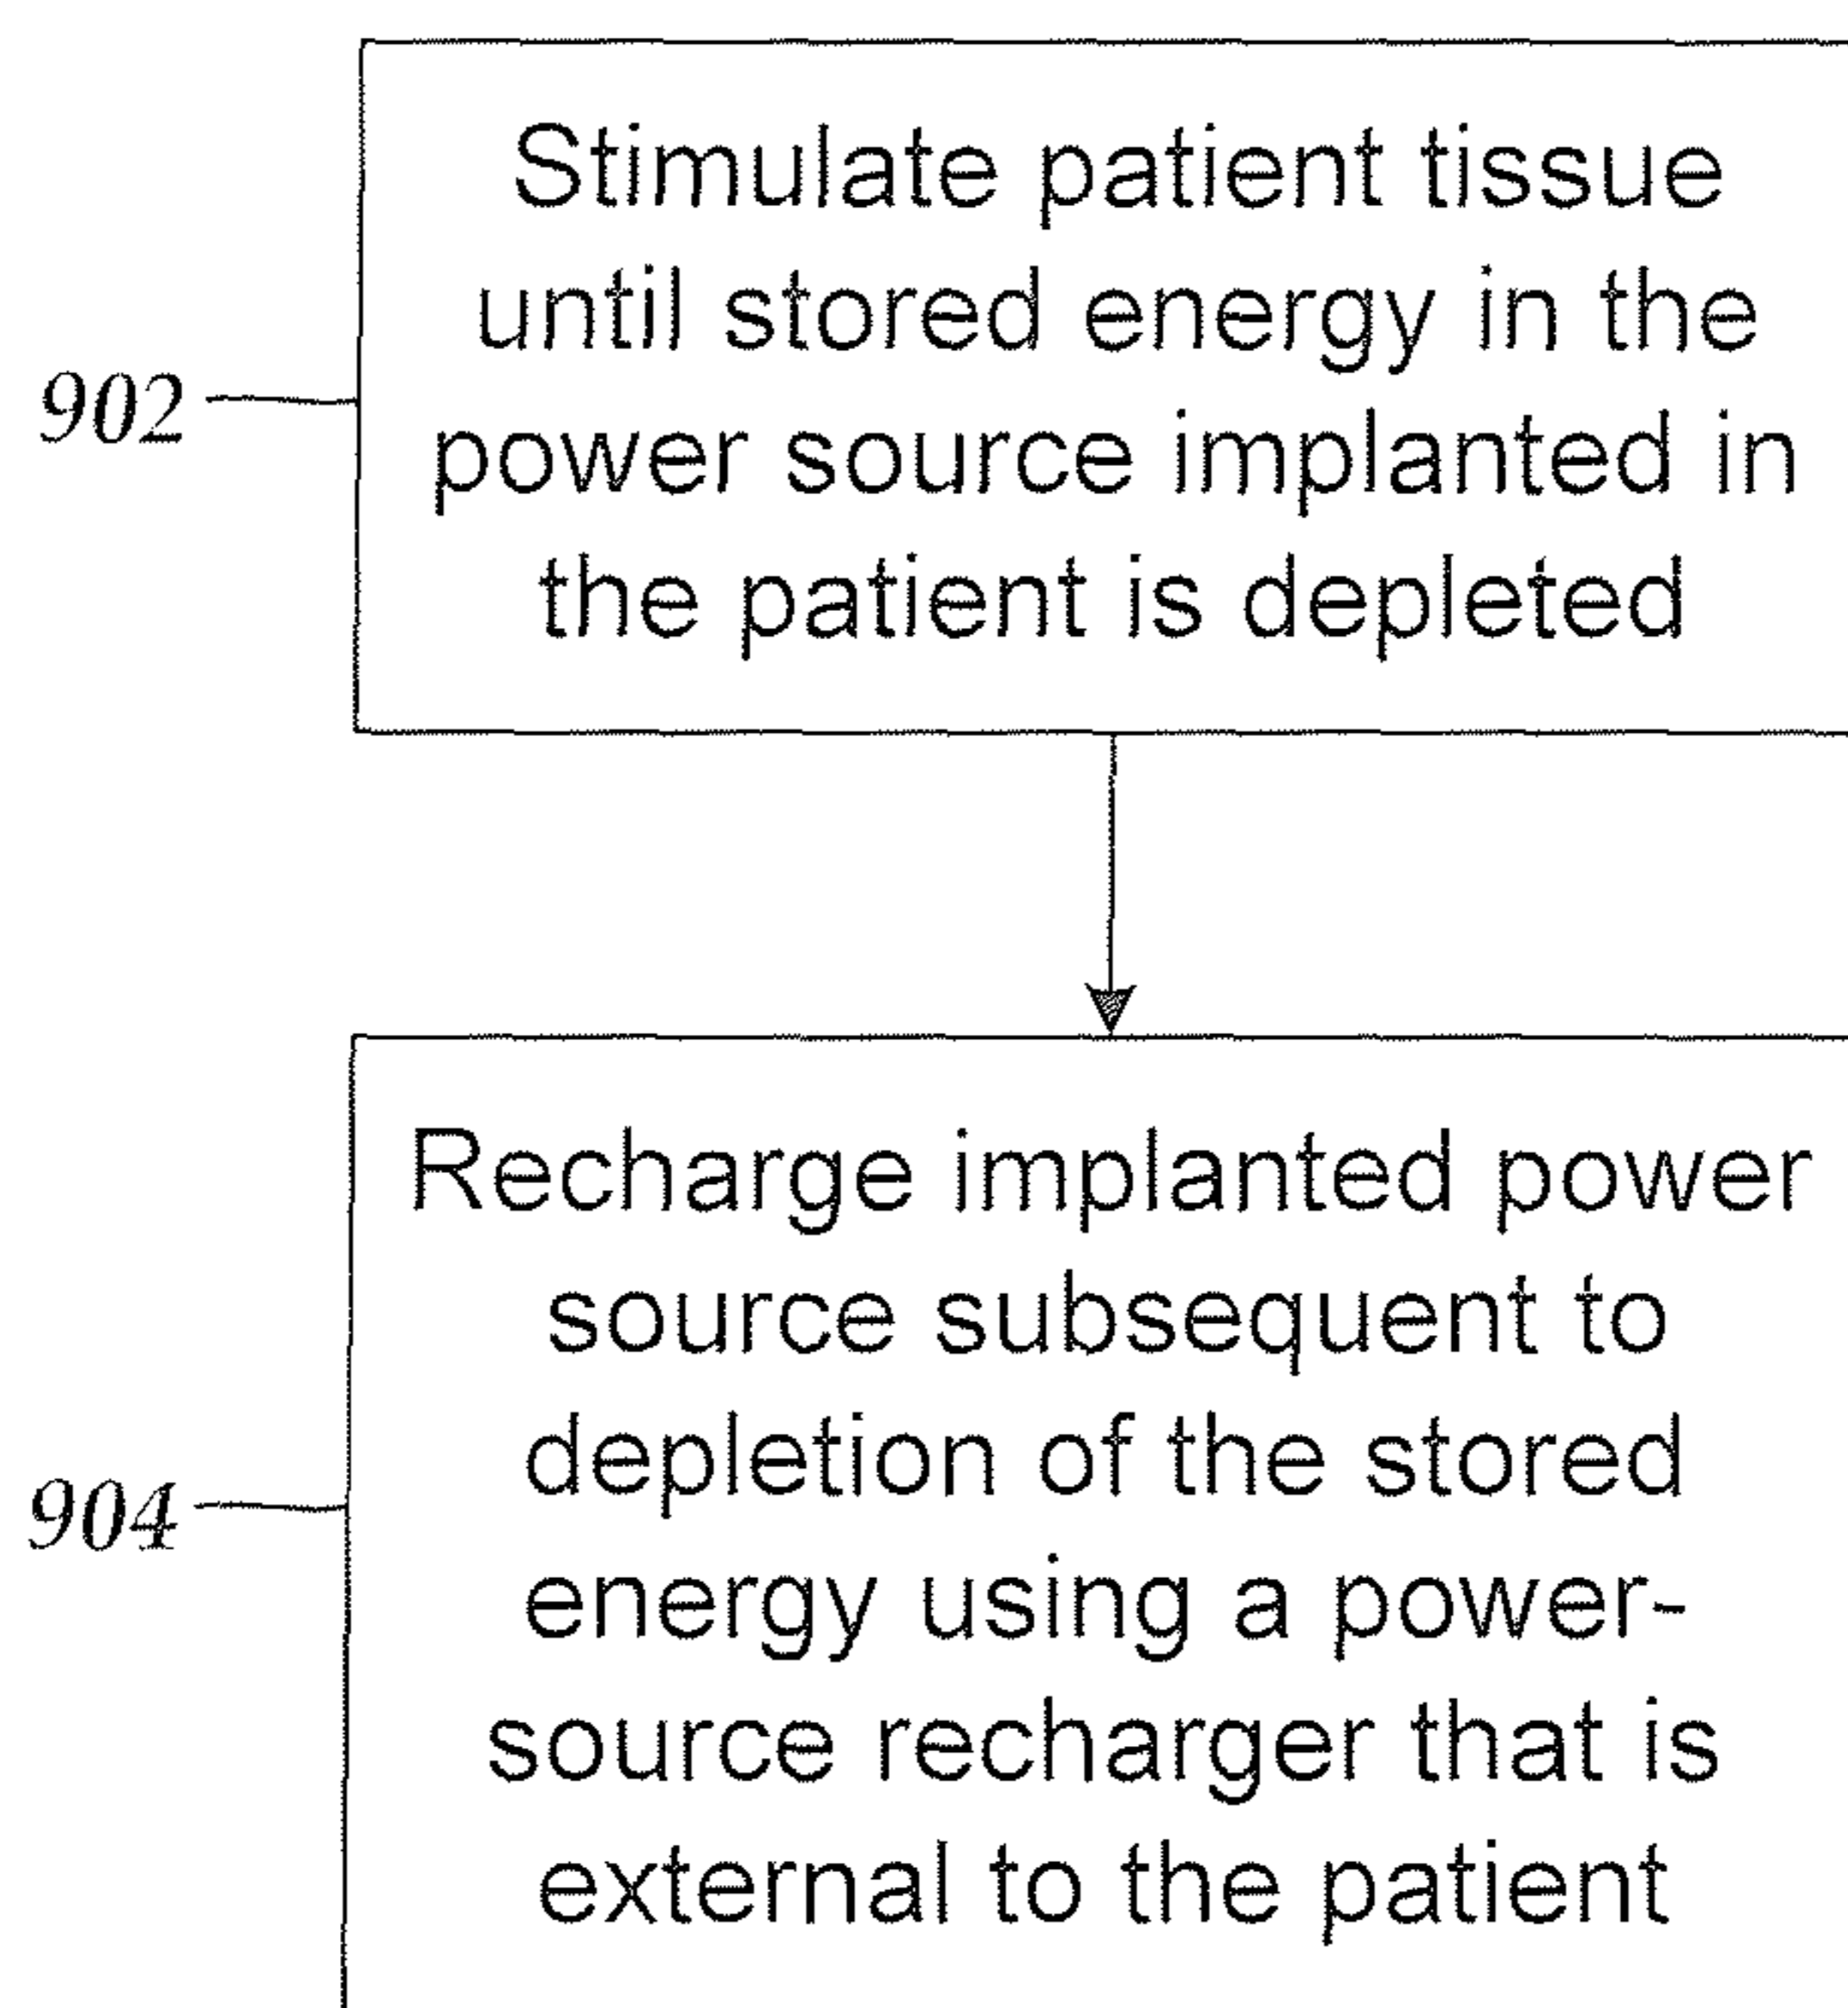 Stimulate patient tissue
until stored energy in the
902
power source implanted in
the patient is depleted
Recharge implanted power
source subsequent to
depletion of the stored
904
energy using a power-
source recharger that is
external to the patient